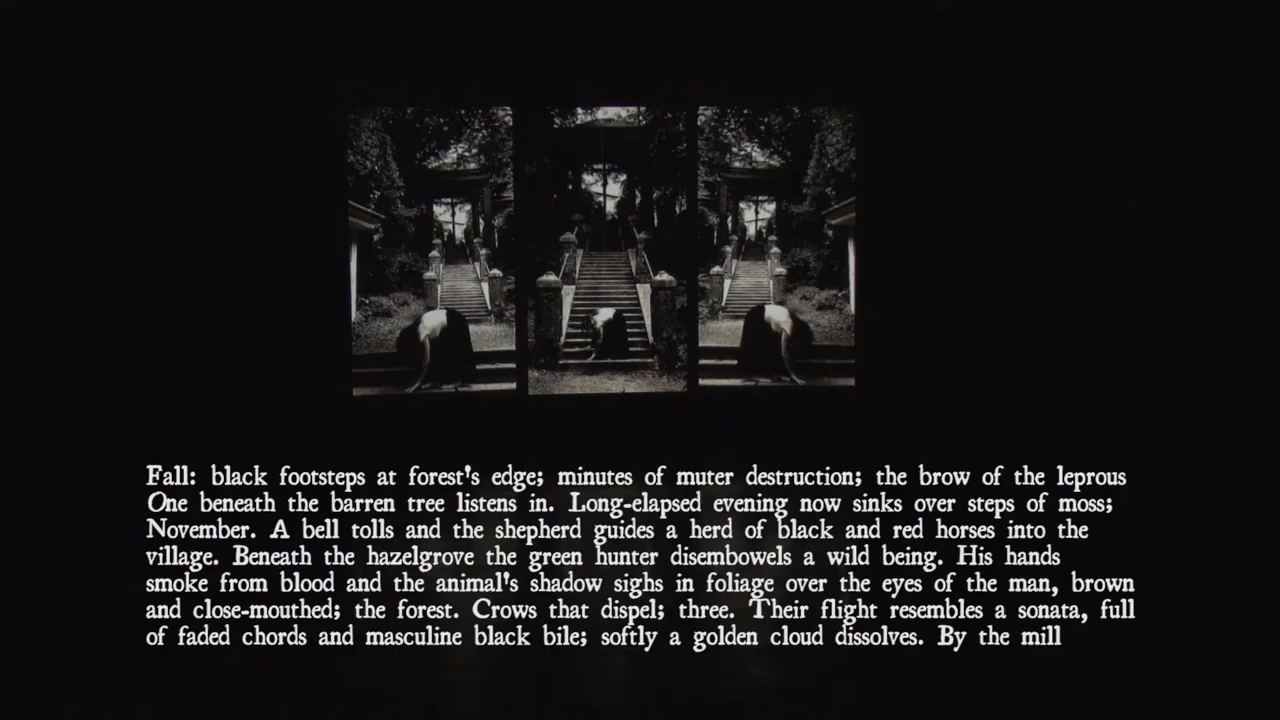 Fall: black footsteps at forest's edge; minutes of muter destruction; the brow of the leprous
One beneath the barren tree listens in. Long-elapsed evening now sinks over steps of moss;
November. A bell tolls and the shepherd guides a herd of black and red horses into the
village. Beneath the hazelgrove the green hunter disembowels a wild being. His hands
smoke from blood and the animal's shadow sighs in foliage over the eyes of the man, brown
and close-mouthed; the forest. Crows that dispel; three. Their flight resembles a sonata, full
of faded chords and masculine black bile; softly a golden cloud dissolves. By the mill